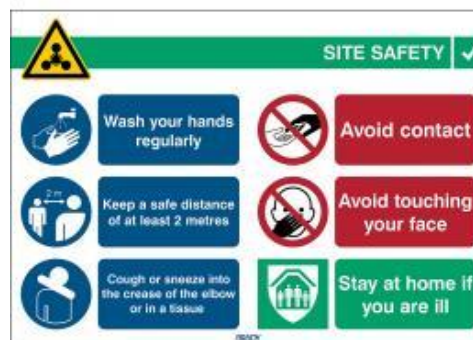 SITE SAFETY
Wash your hands
regularly
Avoid contact
2 m
Keep a safe distance
of at least 2 metres
Avoid touching
your face
Cough or sneeze into
the crease of the elbow
or in a tissue
Stay at home if
you are ill
BRADY